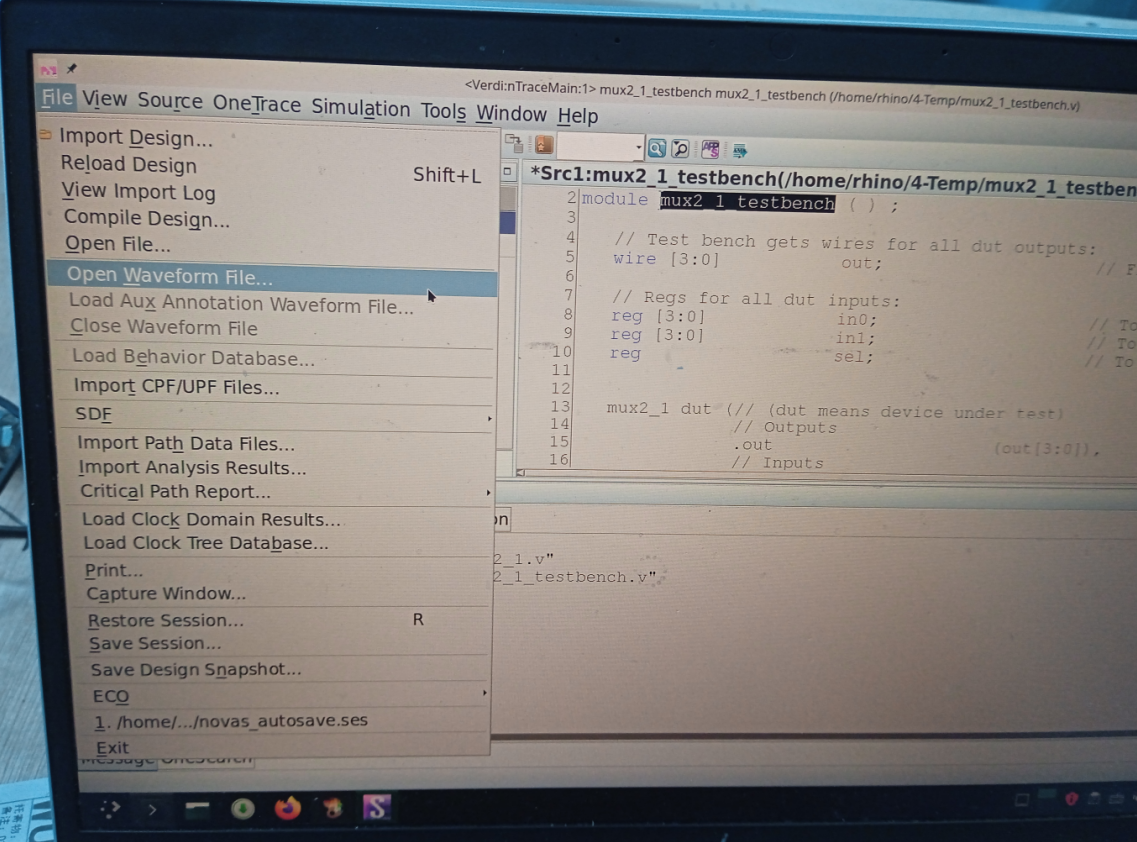 <Verdi:nTraceMain:1> mux2_1_testbench mux2_1_testbench (/home/rhino/4-Temp/mux2_1_testbench.v)
File View Source OneTrace Simulation Tools Window Help
Import Design...
Reload Design Shift+L
View Import Log
Compile Design...
Open File...
Open Waveform File...
Load Aux Annotation Waveform File...
Close Waveform File
Load Behavior Database...
Import CPF/UPF Files...
SDF
Import Path Data Files...
Import Analysis Results...
Critical Path Report...
Load Clock Domain Results...
Load Clock Tree Database...
Print...
Capture Window...
Restore Session... R
Save Session...
Save Design Snapshot...
ECO
1. /home/.../novas_autosave.ses
Exit
*Src1:mux2_1_testbench(/home/rhino/4-Temp/mux2_1_testben
2 module mux2_1_testbench ( ) ;
3
4 // Test bench gets wires for all dut outputs:
5 wire [3:0] out; // F
6
7 // Regs for all dut inputs:
8 reg [3:0] in0; // To
9 reg [3:0] in1; // To
10 reg sel; // To
11
12
13 mux2_1 dut (// (dut means device under test)
14 // Outputs
15 .out (out[3:0]),
16 // Inputs
on
2_1.v"
2_1_testbench.v"
Message OneSearch